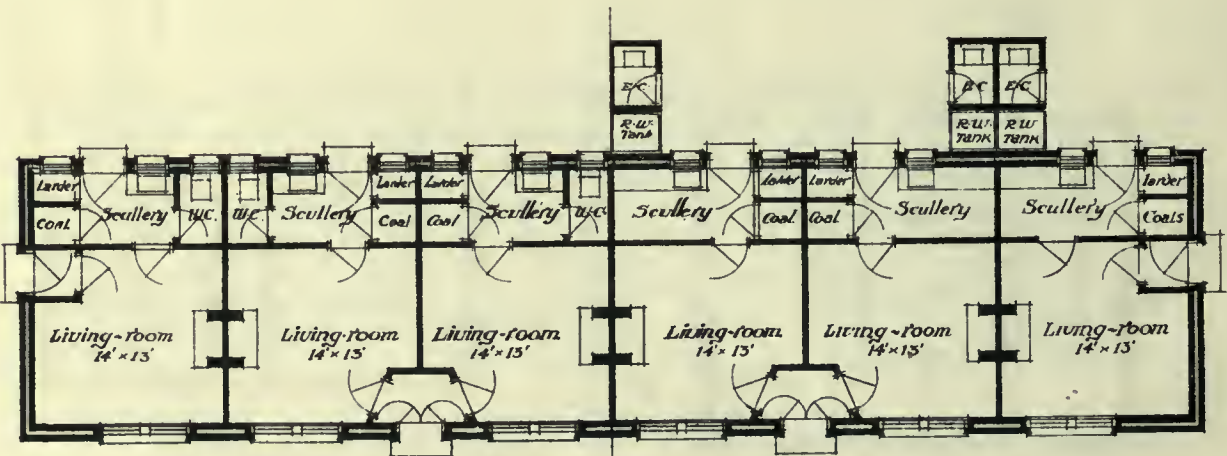 E.C.
E.C.
E.C.
R.W.
Tank
R.W.
TANK
R.W.
TANK
Larder
Larder
Larder
Larder
Larder
Larder
Scullery
W.C.
W.C.
Scullery
Scullery
W.C.
Scullery
Scullery
Scullery
Coal
Coal
Coal
Coal
Coal
Coals
Living-room
14' × 13'
Living-room
14' × 13'
Living-room
14' × 13'
Living-room
14' × 13'
Living-room
14' × 13'
Living-room
14' × 13'